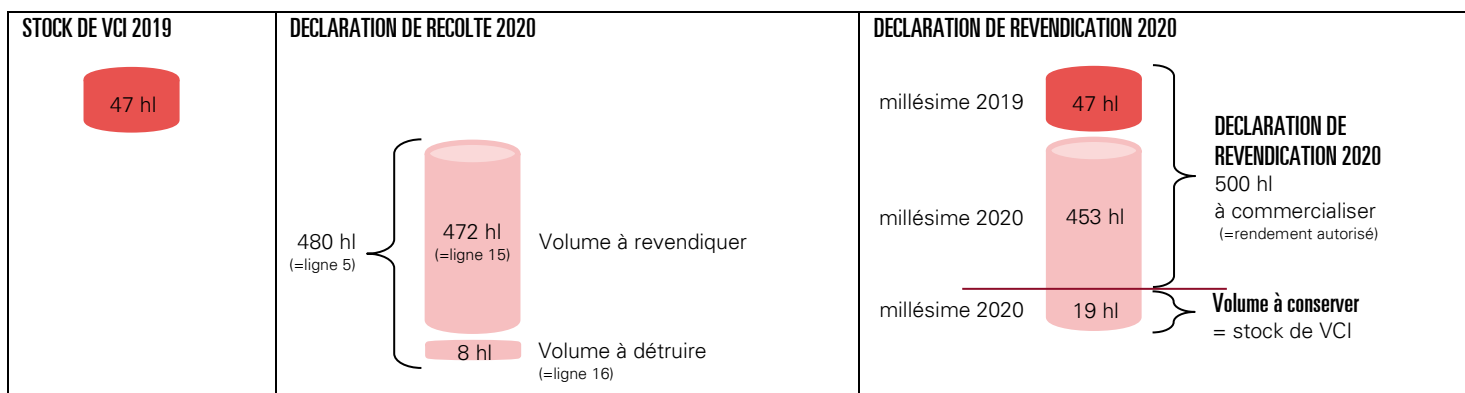 STOCK DE VCI 2019
47 hl
DECLARATION DE RECOLTE 2020
480 hl
(=ligne 5)
472 hl
(=ligne 15)
Volume à revendiquer
8 hl
Volume à détruire
(=ligne 16)
DECLARATION DE REVENDICATION 2020
millésime 2019
47 hl
millésime 2020
453 hl
DECLARATION DE
REVENDICATION 2020
500 hl
à commercialiser
(=rendement autorisé)
millésime 2020
19 hl
Volume à conserver
= stock de VCI